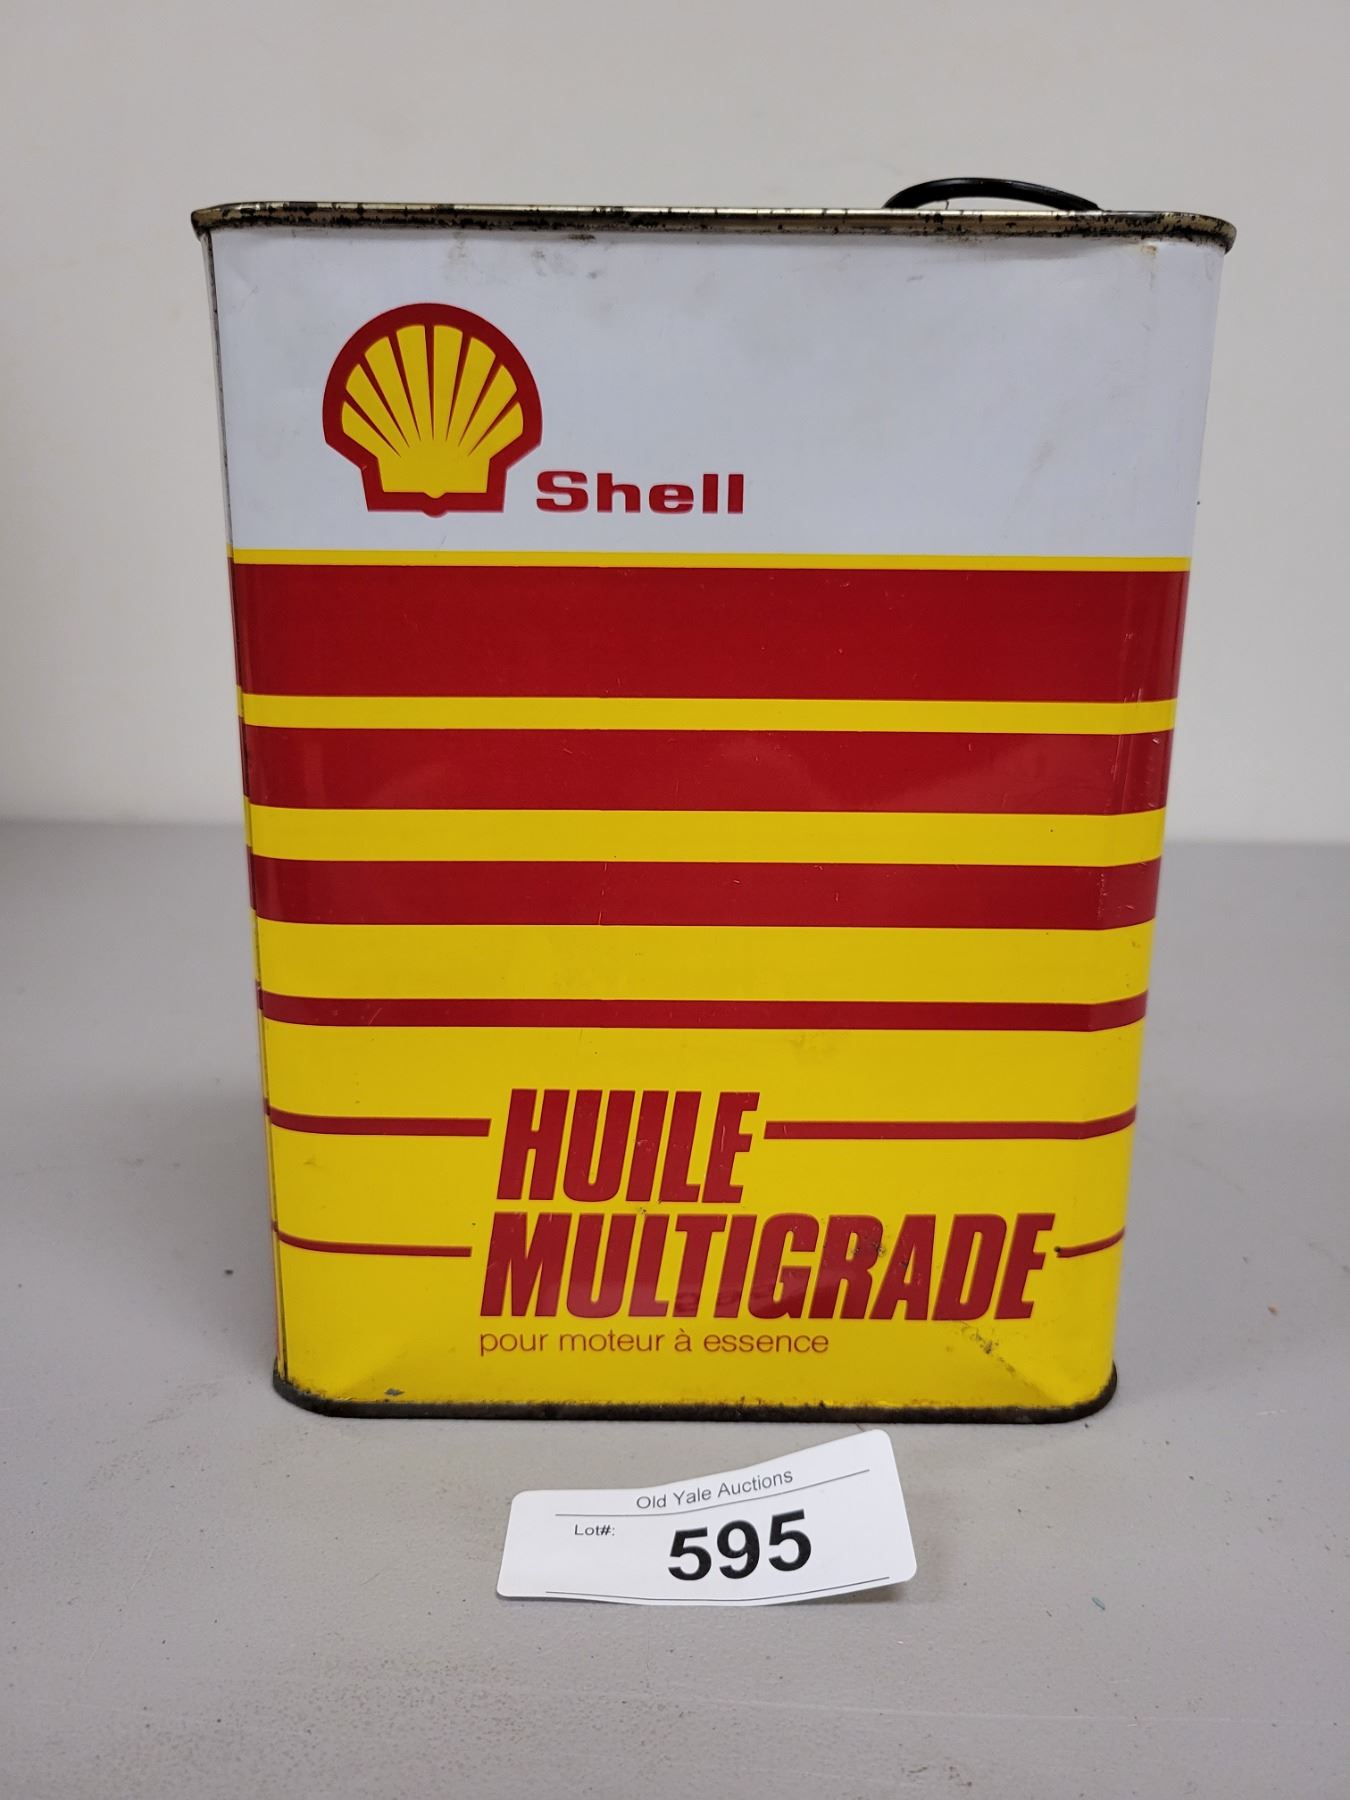 Shell
HUILE
MULTIGRADE
pour moteur à essence
Old Yale Auctions
Lot#:
595